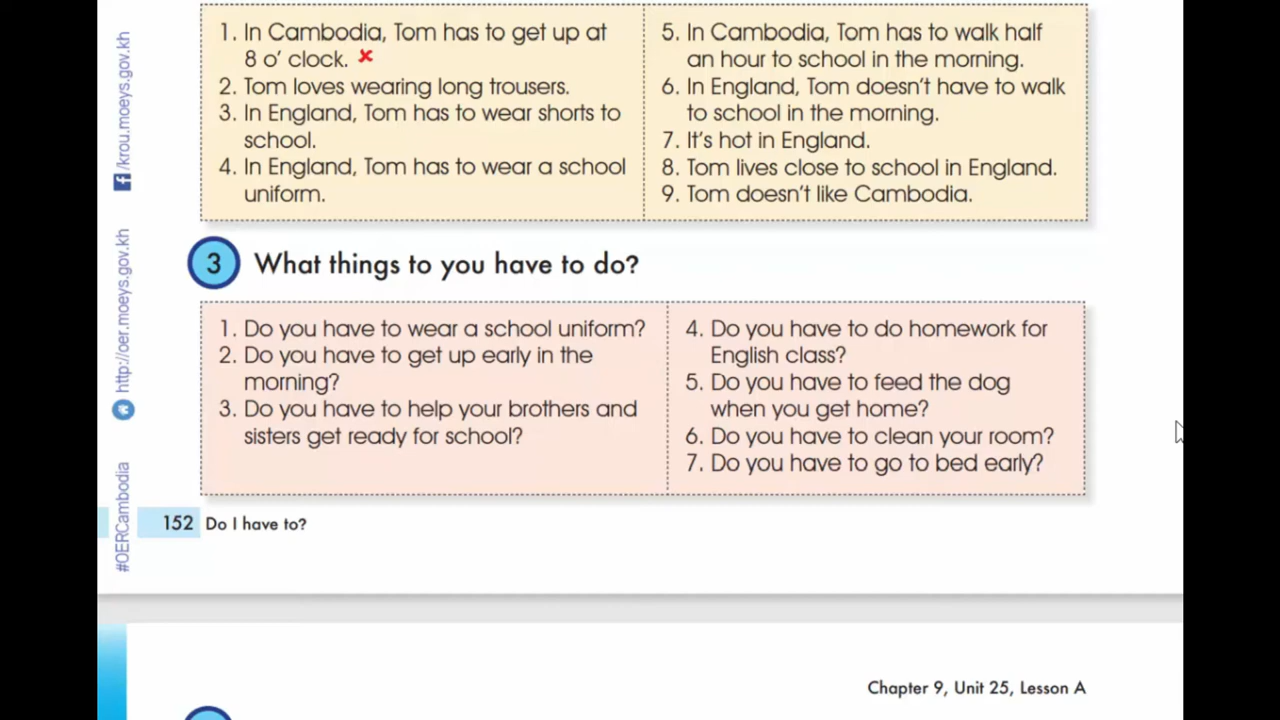 1. In Cambodia, Tom has to get up at
8 o' clock. ✘
2. Tom loves wearing long trousers.
3. In England, Tom has to wear shorts to
school.
4. In England, Tom has to wear a school
uniform.
5. In Cambodia, Tom has to walk half
an hour to school in the morning.
6. In England, Tom doesn't have to walk
to school in the morning.
7. It's hot in England.
8. Tom lives close to school in England.
9. Tom doesn't like Cambodia.
3 What things to you have to do?
1. Do you have to wear a school uniform?
2. Do you have to get up early in the
morning?
3. Do you have to help your brothers and
sisters get ready for school?
4. Do you have to do homework for
English class?
5. Do you have to feed the dog
when you get home?
6. Do you have to clean your room?
7. Do you have to go to bed early?
152 Do I have to?
#OERCambodia http://oer.moeys.gov.kh f/krou.moeys.gov.kh
Chapter 9, Unit 25, Lesson A